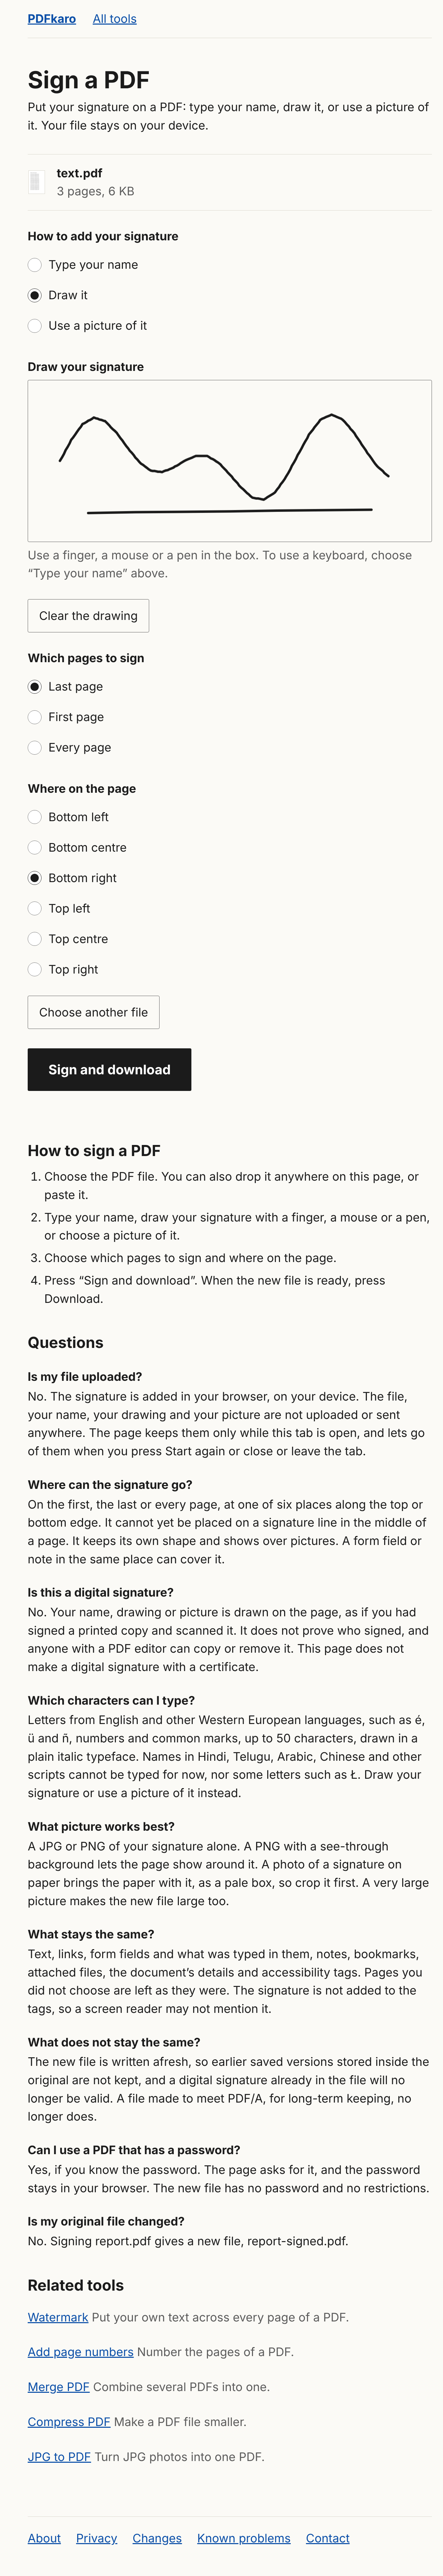 PDFkaro All tools
Sign a PDF
Put your signature on a PDF: type your name, draw it, or use a picture of
it. Your file stays on your device.
text.pdf
3 pages, 6 KB
How to add your signature
Type your name
Draw it
Use a picture of it
Draw your signature
Use a finger, a mouse or a pen in the box. To use a keyboard, choose
“Type your name” above.
Clear the drawing
Which pages to sign
Last page
First page
Every page
Where on the page
Bottom left
Bottom centre
Bottom right
Top left
Top centre
Top right
Choose another file
Sign and download
How to sign a PDF
1. Choose the PDF file. You can also drop it anywhere on this page, or
paste it.
2. Type your name, draw your signature with a finger, a mouse or a pen,
or choose a picture of it.
3. Choose which pages to sign and where on the page.
4. Press “Sign and download”. When the new file is ready, press
Download.
Questions
Is my file uploaded?
No. The signature is added in your browser, on your device. The file,
your name, your drawing and your picture are not uploaded or sent
anywhere. The page keeps them only while this tab is open, and lets go
of them when you press Start again or close or leave the tab.
Where can the signature go?
On the first, the last or every page, at one of six places along the top or
bottom edge. It cannot yet be placed on a signature line in the middle of
a page. It keeps its own shape and shows over pictures. A form field or
note in the same place can cover it.
Is this a digital signature?
No. Your name, drawing or picture is drawn on the page, as if you had
signed a printed copy and scanned it. It does not prove who signed, and
anyone with a PDF editor can copy or remove it. This page does not
make a digital signature with a certificate.
Which characters can I type?
Letters from English and other Western European languages, such as é,
ü and ñ, numbers and common marks, up to 50 characters, drawn in a
plain italic typeface. Names in Hindi, Telugu, Arabic, Chinese and other
scripts cannot be typed for now, nor some letters such as Ł. Draw your
signature or use a picture of it instead.
What picture works best?
A JPG or PNG of your signature alone. A PNG with a see-through
background lets the page show around it. A photo of a signature on
paper brings the paper with it, as a pale box, so crop it first. A very large
picture makes the new file large too.
What stays the same?
Text, links, form fields and what was typed in them, notes, bookmarks,
attached files, the document’s details and accessibility tags. Pages you
did not choose are left as they were. The signature is not added to the
tags, so a screen reader may not mention it.
What does not stay the same?
The new file is written afresh, so earlier saved versions stored inside the
original are not kept, and a digital signature already in the file will no
longer be valid. A file made to meet PDF/A, for long-term keeping, no
longer does.
Can I use a PDF that has a password?
Yes, if you know the password. The page asks for it, and the password
stays in your browser. The new file has no password and no restrictions.
Is my original file changed?
No. Signing report.pdf gives a new file, report-signed.pdf.
Related tools
Watermark Put your own text across every page of a PDF.
Add page numbers Number the pages of a PDF.
Merge PDF Combine several PDFs into one.
Compress PDF Make a PDF file smaller.
JPG to PDF Turn JPG photos into one PDF.
About Privacy Changes Known problems Contact